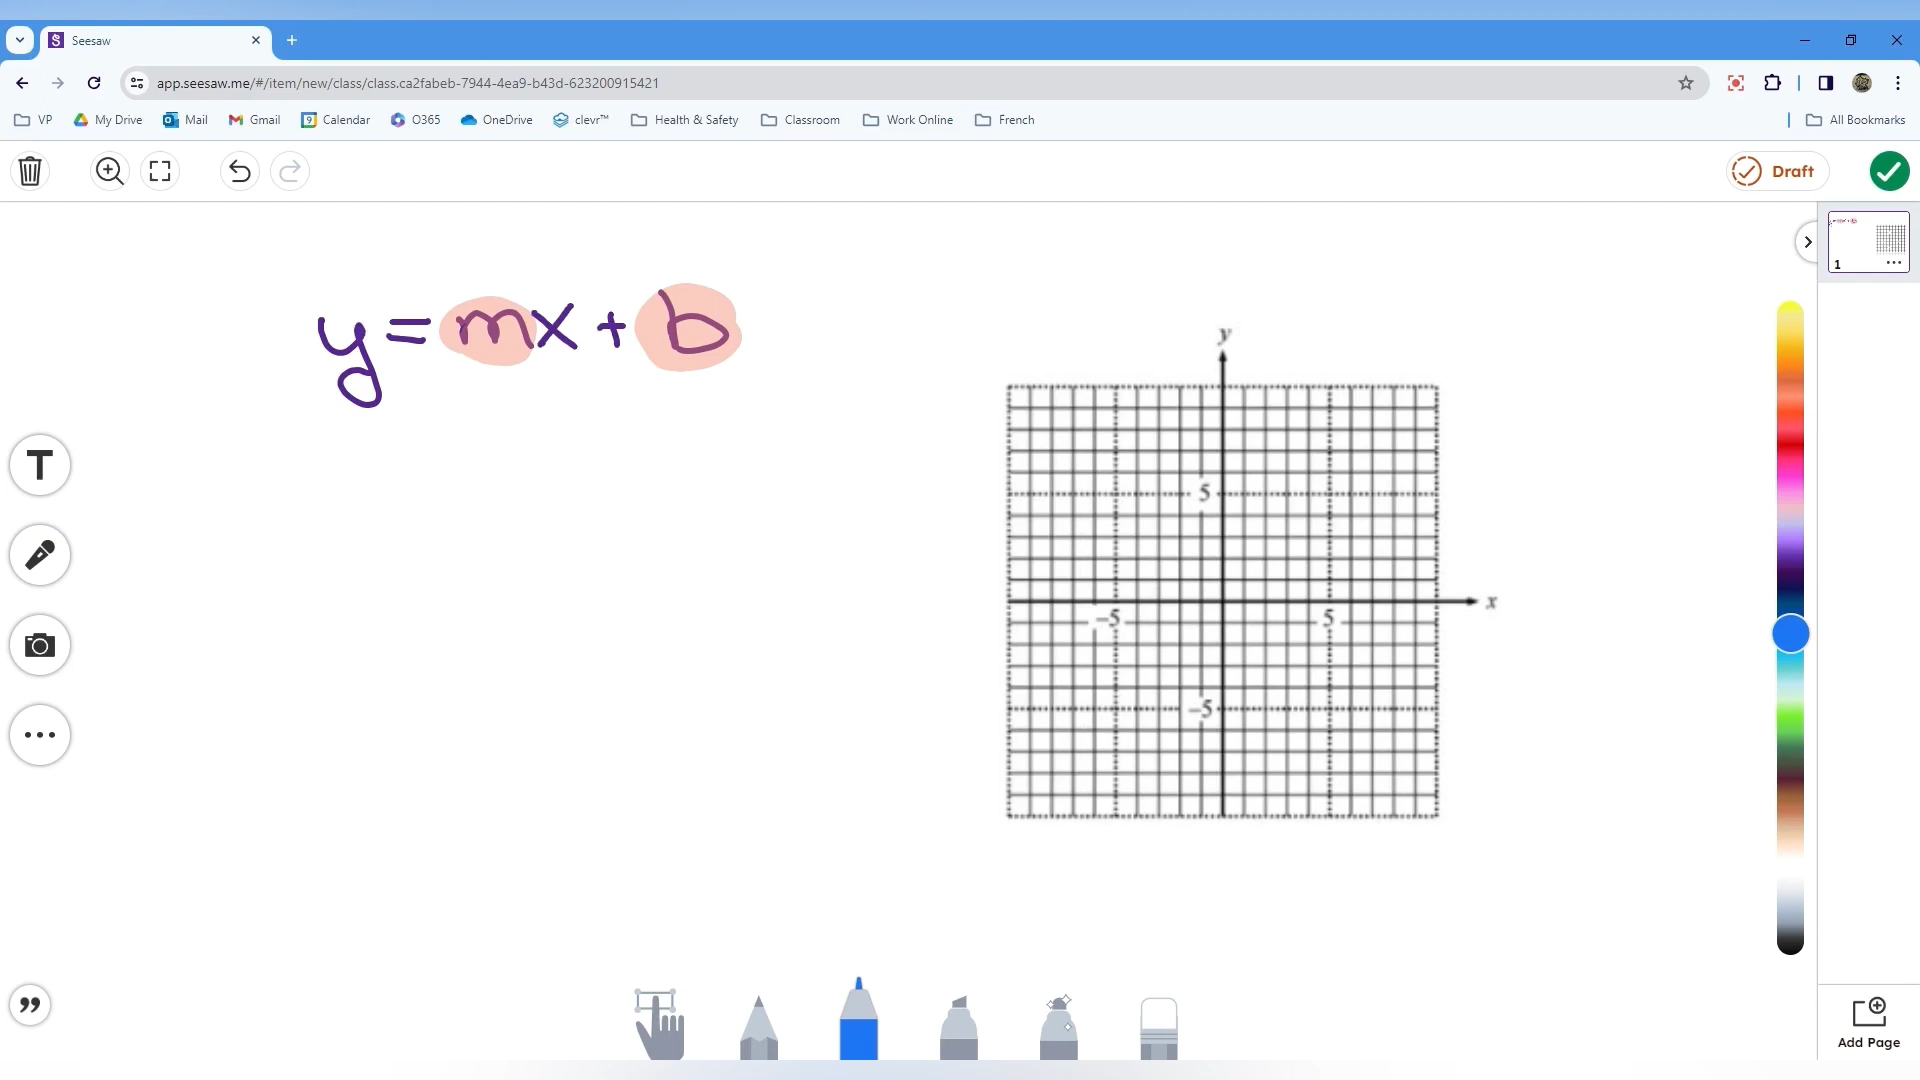 Seesaw
app.seesaw.me/#/item/new/class/class.ca2fabeb-7944-4ea9-b43d-623200915421
VP My Drive Mail Gmail Calendar O365 OneDrive clevr™ Health & Safety Classroom Work Online French All Bookmarks
Draft
1
y = mx + b
y
5
x
-5 5
-5
T
Add Page